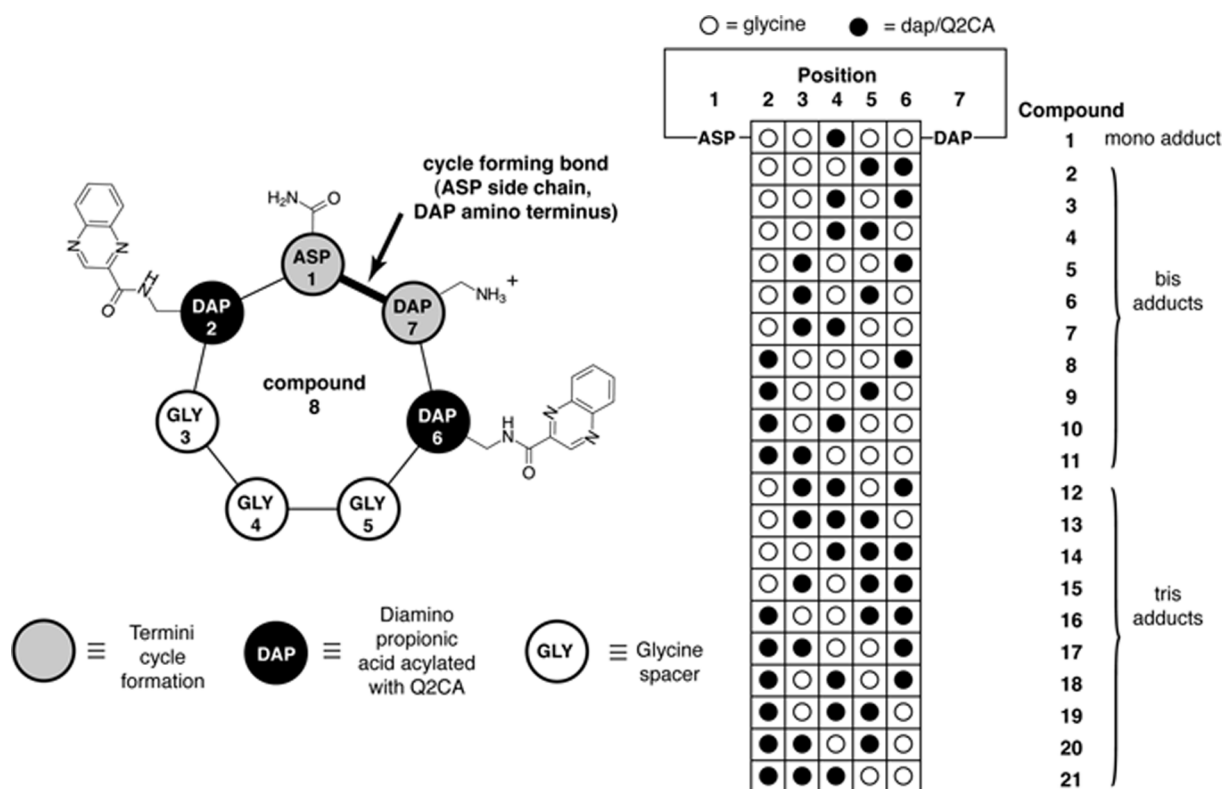 = glycine
= dap/Q2CA
Position
1 2 3 4 5 6 7
Compound
ASP
DAP
1 mono adduct
2
3
4
5
6
7
8
9
10
11
bis
adducts
12
13
14
15
16
17
18
19
20
21
tris
adducts
cycle forming bond
(ASP side chain,
DAP amino terminus)
H₂N
O
N
N
H
N
O
ASP
1
DAP
2
DAP
7
NH₃⁺
compound
8
GLY
3
DAP
6
H
N
O
N
N
GLY
4
GLY
5
≡ Termini
cycle
formation
DAP
≡ Diamino
propionic
acid acylated
with Q2CA
GLY
≡ Glycine
spacer